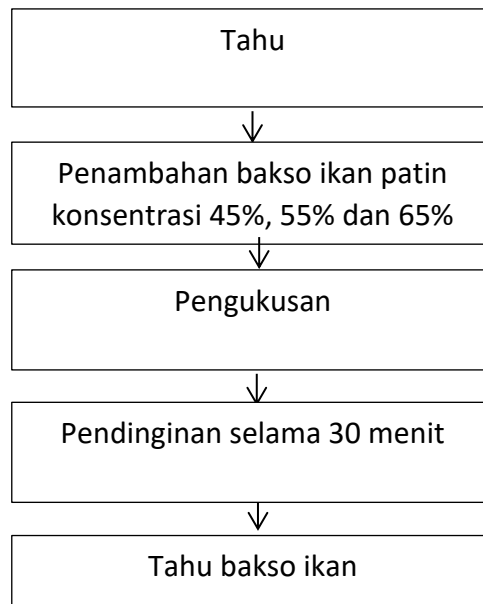 Tahu
Penambahan bakso ikan patin
konsentrasi 45%, 55% dan 65%
Pengukusan
Pendinginan selama 30 menit
Tahu bakso ikan